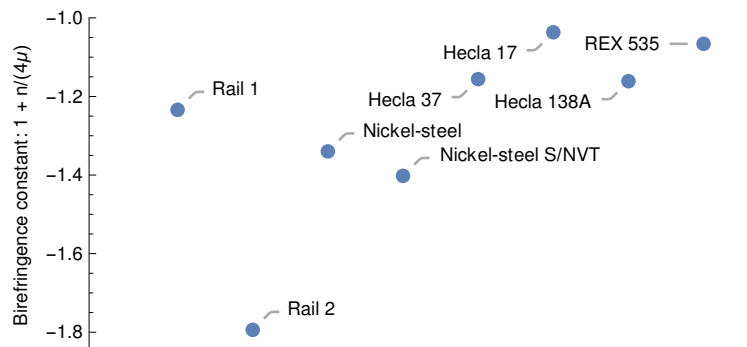 Birefringence constant: 1 + n/(4μ)
−1.0
−1.2
−1.4
−1.6
−1.8
Rail 1
Rail 2
Nickel-steel
Nickel-steel S/NVT
Hecla 37
Hecla 17
Hecla 138A
REX 535